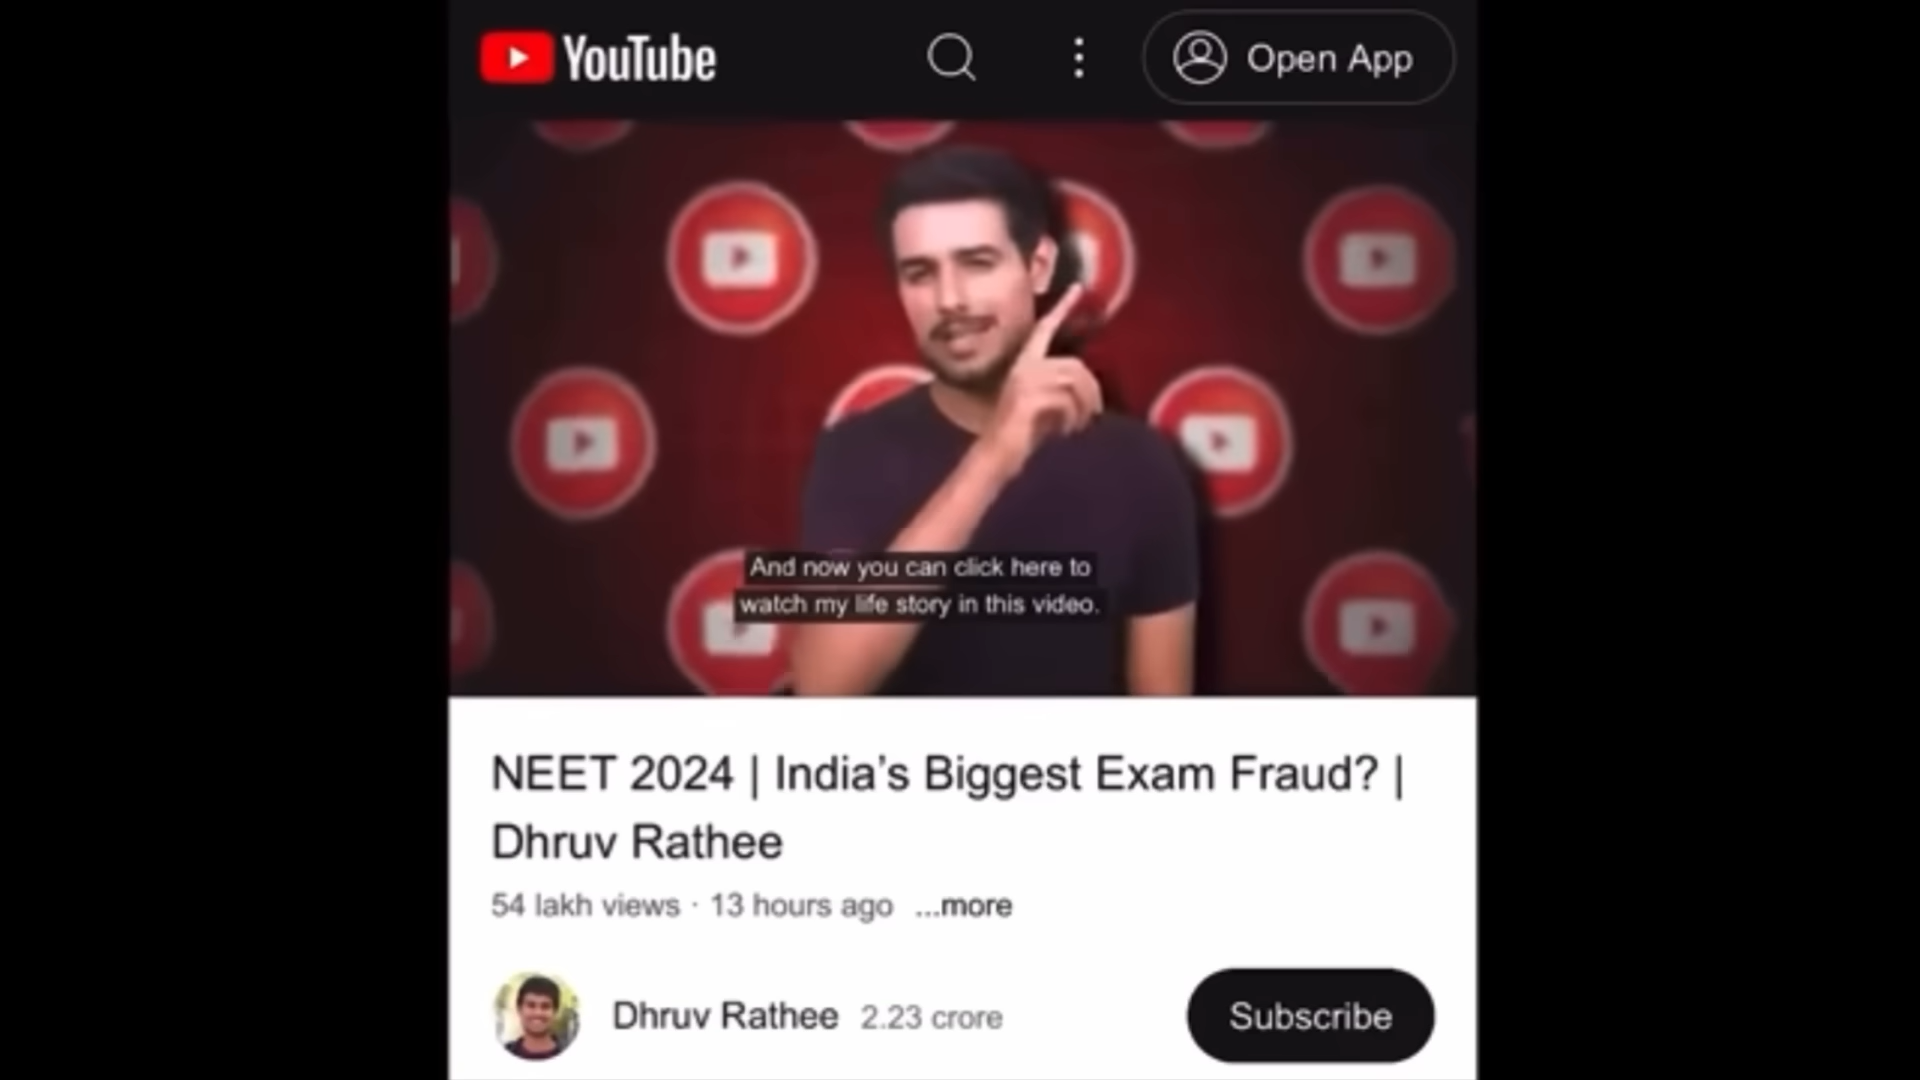 YouTube
Open App
And now you can click here to
watch my life story in this video.
NEET 2024 | India’s Biggest Exam Fraud? |
Dhruv Rathee
54 lakh views · 13 hours ago ...more
Dhruv Rathee 2.23 crore
Subscribe